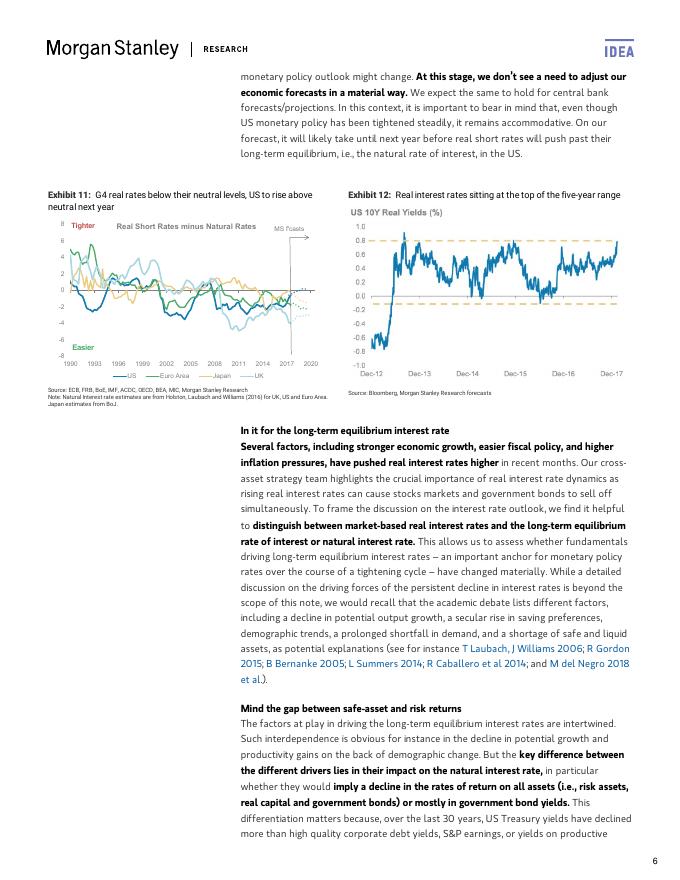 Morgan Stanley | RESEARCH
IDEA
monetary policy outlook might change. At this stage, we don't see a need to adjust our
economic forecasts in a material way. We expect the same to hold for central bank
forecasts/projections. In this context, it is important to bear in mind that, even though
US monetary policy has been tightened steadily, it remains accommodative. On our
forecast, it will likely take until next year before real short rates will push past their
long-term equilibrium, i.e., the natural rate of interest, in the US.
Exhibit 11: G4 real rates below their neutral levels, US to rise above
neutral next year
8
Tighter
Real Short Rates minus Natural Rates
MS f'casts
6
4
2
0
-2
-4
-6
Easier
-8
1990 1993 1996 1999 2002 2005 2008 2011 2014 2017 2020
US Euro Area Japan UK
Source: ECB, FRB, BoE, IMF, ACDC, OECD, BEA, MIC, Morgan Stanley Research
Note: Natural Interest rate estimates are from Holston, Laubach and Williams (2016) for UK, US and Euro Area.
Japan estimates from BoJ.
Exhibit 12: Real interest rates sitting at the top of the five-year range
US 10Y Real Yields (%)
1.0
0.8
0.6
0.4
0.2
0.0
-0.2
-0.4
-0.6
-0.8
-1.0
Dec-12 Dec-13 Dec-14 Dec-15 Dec-16 Dec-17
Source: Bloomberg, Morgan Stanley Research forecasts
In it for the long-term equilibrium interest rate
Several factors, including stronger economic growth, easier fiscal policy, and higher
inflation pressures, have pushed real interest rates higher in recent months. Our cross-
asset strategy team highlights the crucial importance of real interest rate dynamics as
rising real interest rates can cause stocks markets and government bonds to sell off
simultaneously. To frame the discussion on the interest rate outlook, we find it helpful
to distinguish between market-based real interest rates and the long-term equilibrium
rate of interest or natural interest rate. This allows us to assess whether fundamentals
driving long-term equilibrium interest rates – an important anchor for monetary policy
rates over the course of a tightening cycle – have changed materially. While a detailed
discussion on the driving forces of the persistent decline in interest rates is beyond the
scope of this note, we would recall that the academic debate lists different factors,
including a decline in potential output growth, a secular rise in saving preferences,
demographic trends, a prolonged shortfall in demand, and a shortage of safe and liquid
assets, as potential explanations (see for instance T Laubach, J Williams 2006; R Gordon
2015; B Bernanke 2005; L Summers 2014; R Caballero et al 2014; and M del Negro 2018
et al.).
Mind the gap between safe-asset and risk returns
The factors at play in driving the long-term equilibrium interest rates are intertwined.
Such interdependence is obvious for instance in the decline in potential growth and
productivity gains on the back of demographic change. But the key difference between
the different drivers lies in their impact on the natural interest rate, in particular
whether they would imply a decline in the rates of return on all assets (i.e., risk assets,
real capital and government bonds) or mostly in government bond yields. This
differentiation matters because, over the last 30 years, US Treasury yields have declined
more than high quality corporate debt yields, S&P earnings, or yields on productive
6